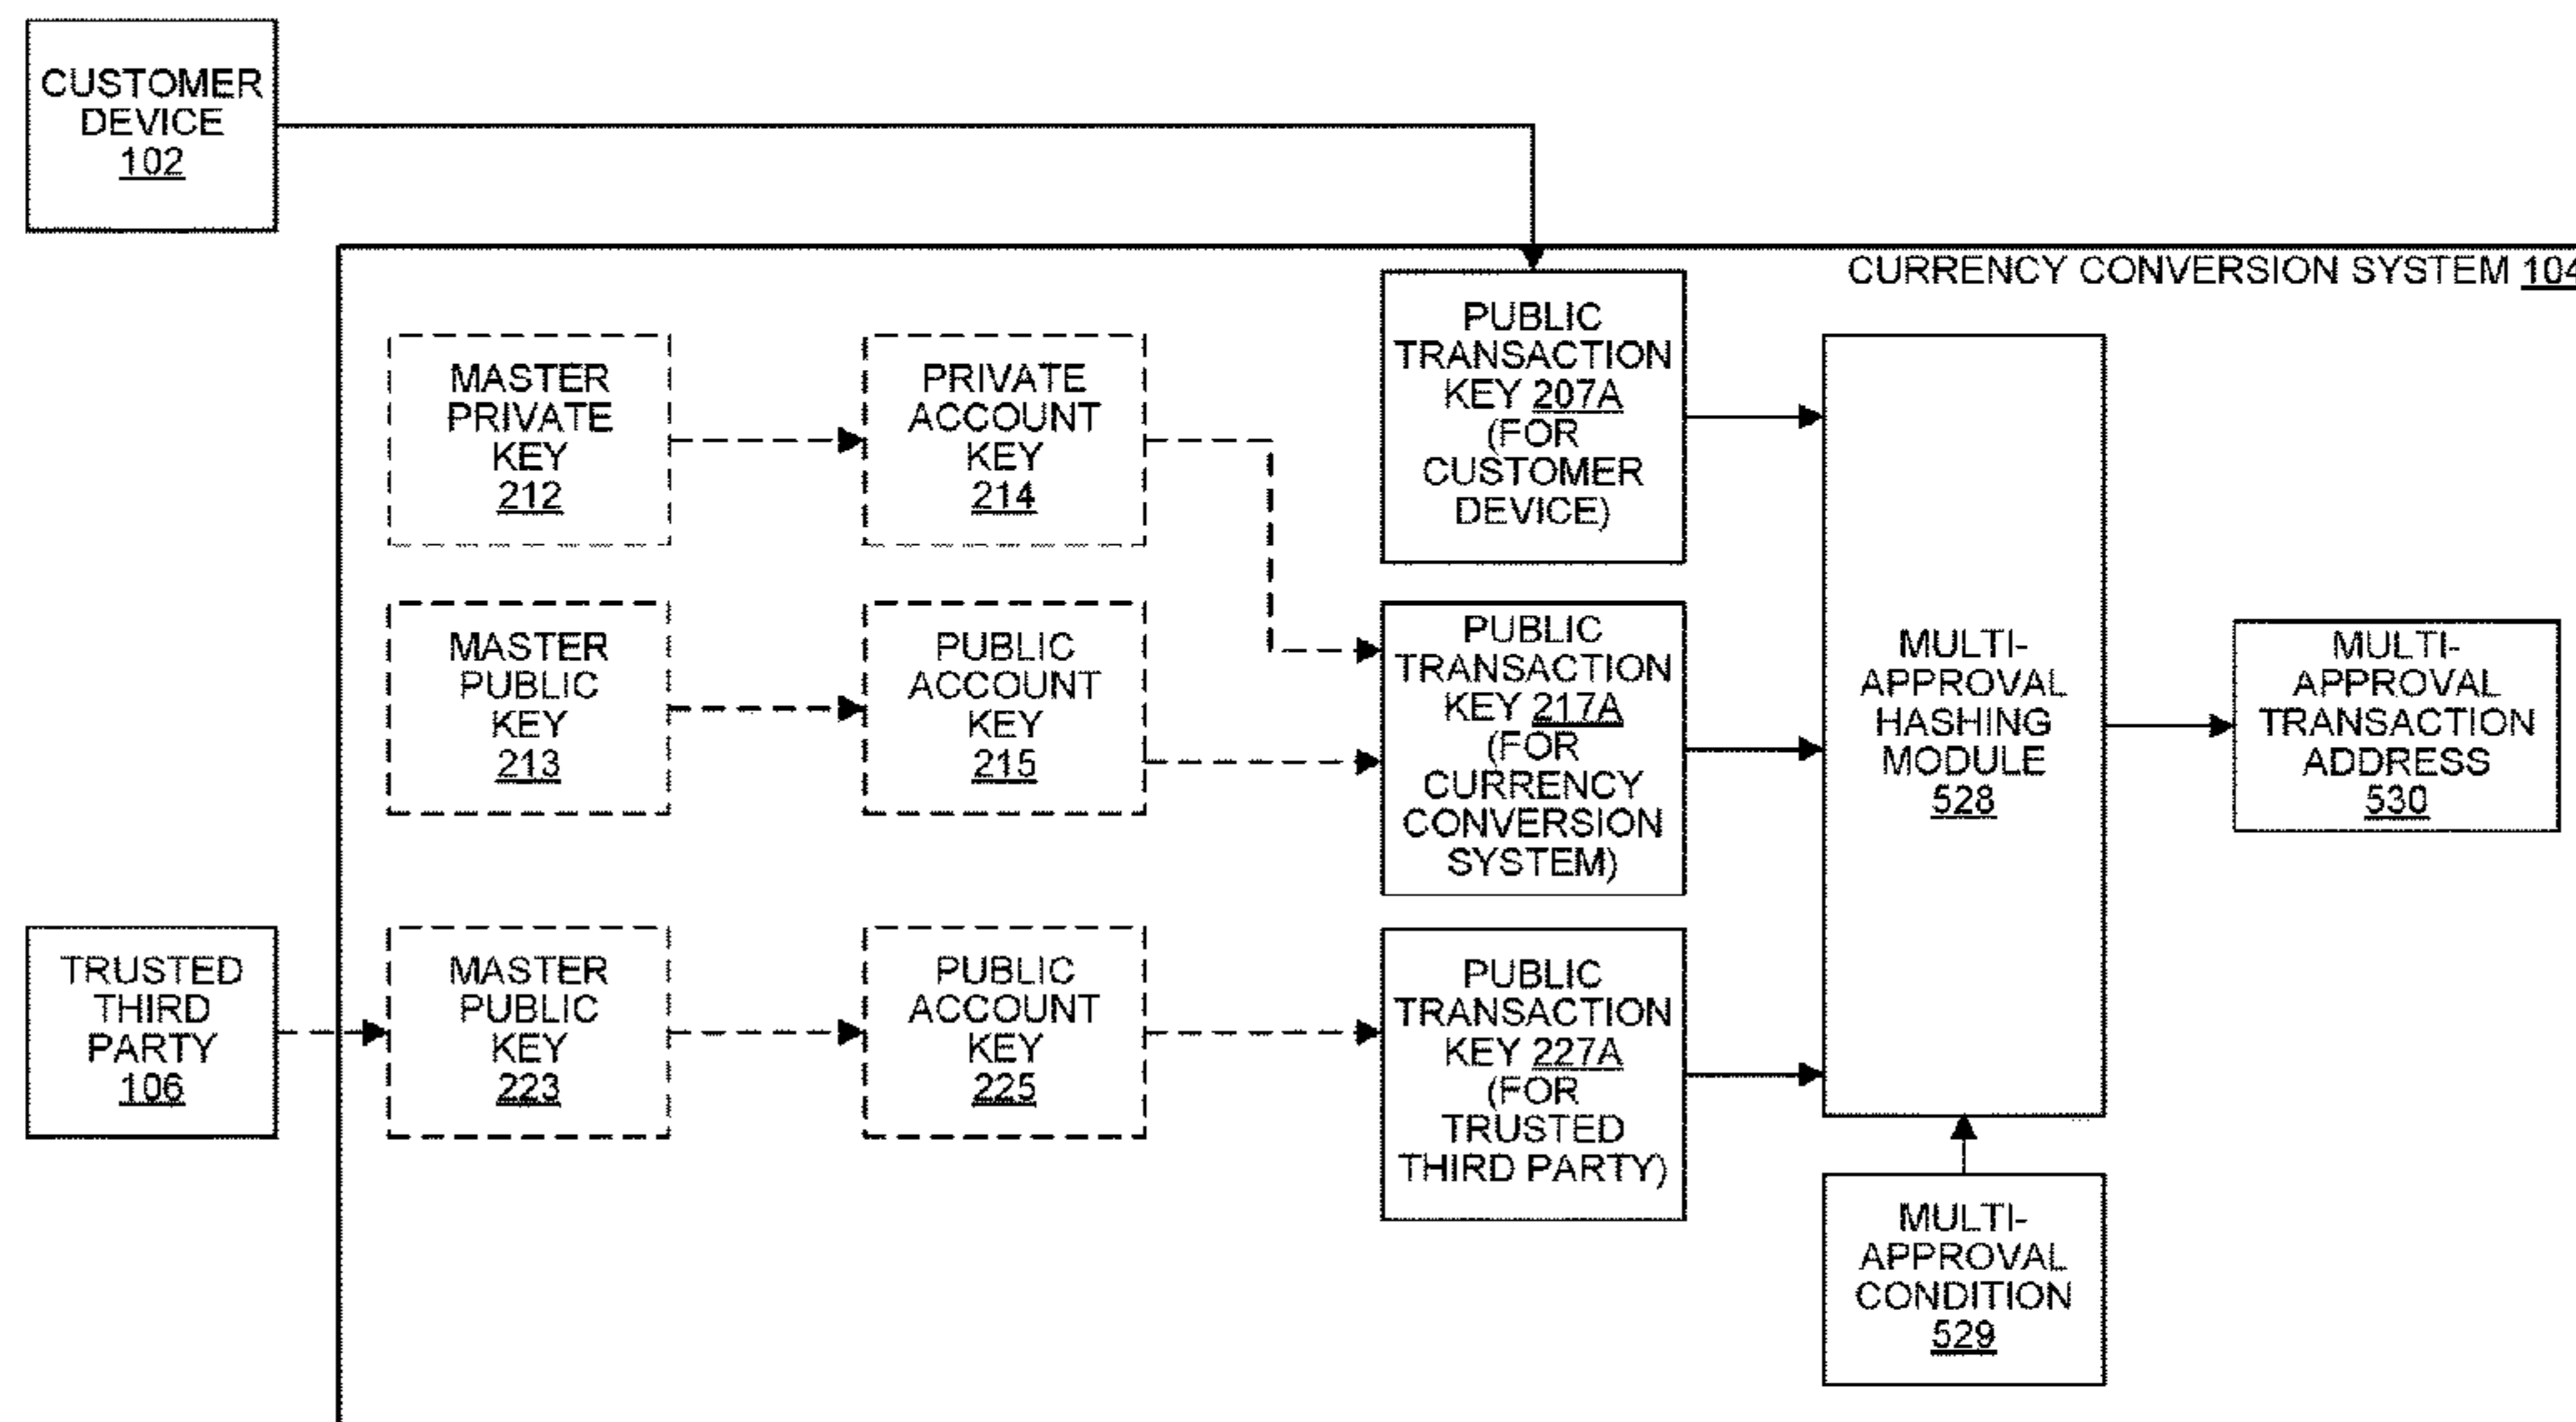 CUSTOMER
DEVICE
102
CURRENCY CONVERSION SYSTEM 104
MASTER
PRIVATE
KEY
212
PRIVATE
ACCOUNT
KEY
214
PUBLIC
TRANSACTION
KEY 207A
(FOR
CUSTOMER
DEVICE)
MASTER
PUBLIC
KEY
213
PUBLIC
ACCOUNT
KEY
215
PUBLIC
TRANSACTION
KEY 217A
(FOR
CURRENCY
CONVERSION
SYSTEM)
MULTI-
APPROVAL
HASHING
MODULE
528
MULTI-
APPROVAL
TRANSACTION
ADDRESS
530
TRUSTED
THIRD
PARTY
106
MASTER
PUBLIC
KEY
223
PUBLIC
ACCOUNT
KEY
225
PUBLIC
TRANSACTION
KEY 227A
(FOR
TRUSTED
THIRD PARTY)
MULTI-
APPROVAL
CONDITION
529